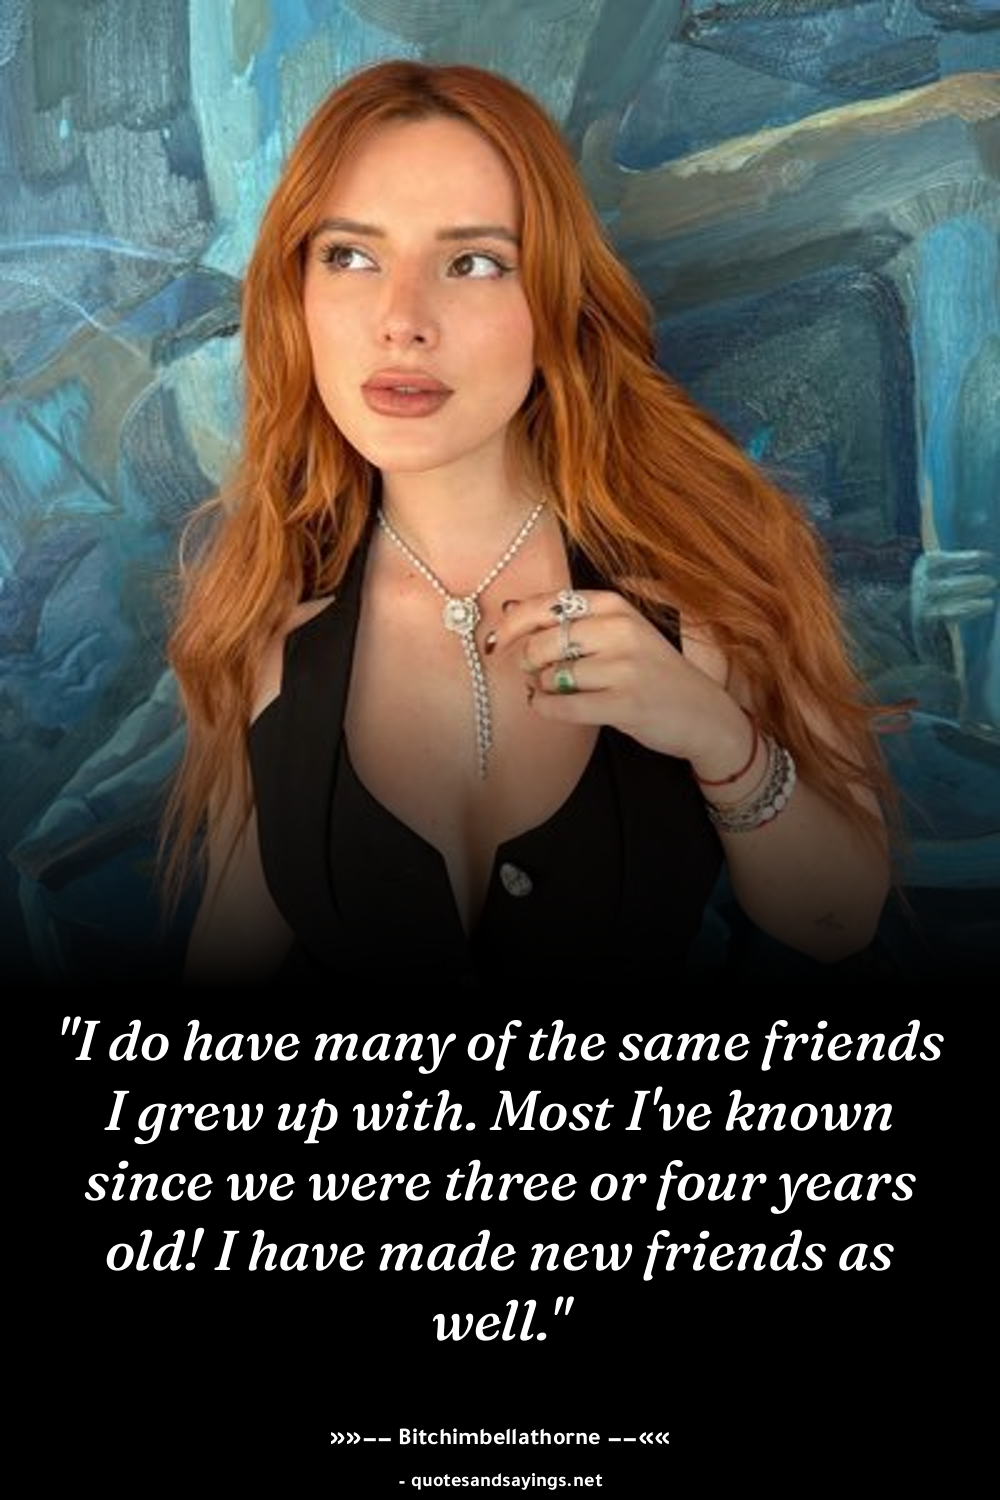 "I do have many of the same friends
I grew up with. Most I've known
since we were three or four years
old! I have made new friends as
well."
»»−− Bitchimbellathorne −−««
- quotesandsayings.net